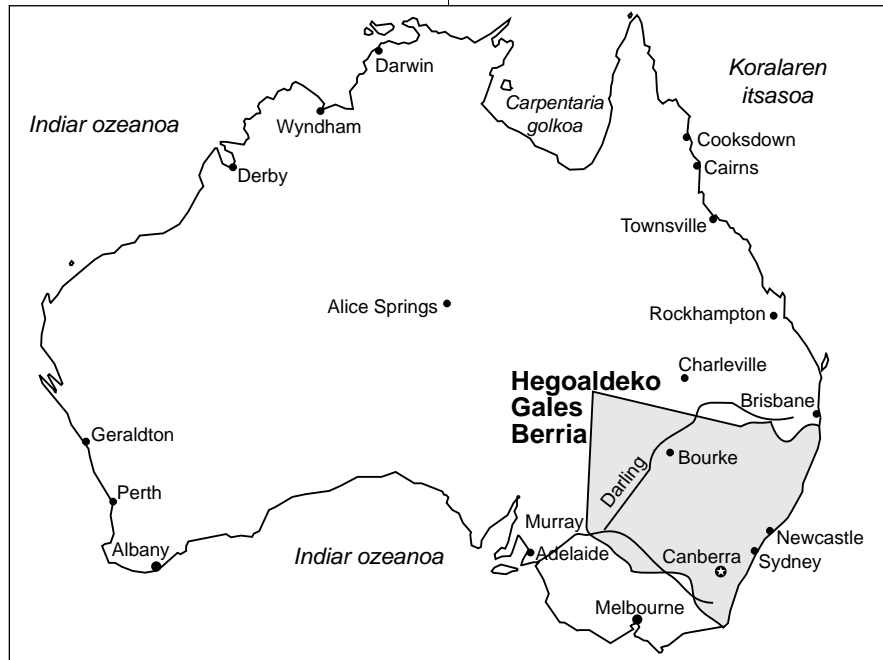 Darwin
Koralaren
itsasoa
Carpentaria
golkoa
Indiar ozeanoa
Wyndham
Cooksdown
Cairns
Derby
Townsville
Alice Springs
Rockhampton
Charleville
Hegoaldeko
Gales
Berria
Brisbane
Geraldton
Bourke
Darling
Perth
Murray
Newcastle
Albany
Indiar ozeanoa
Adelaide
Canberra
Sydney
Melbourne